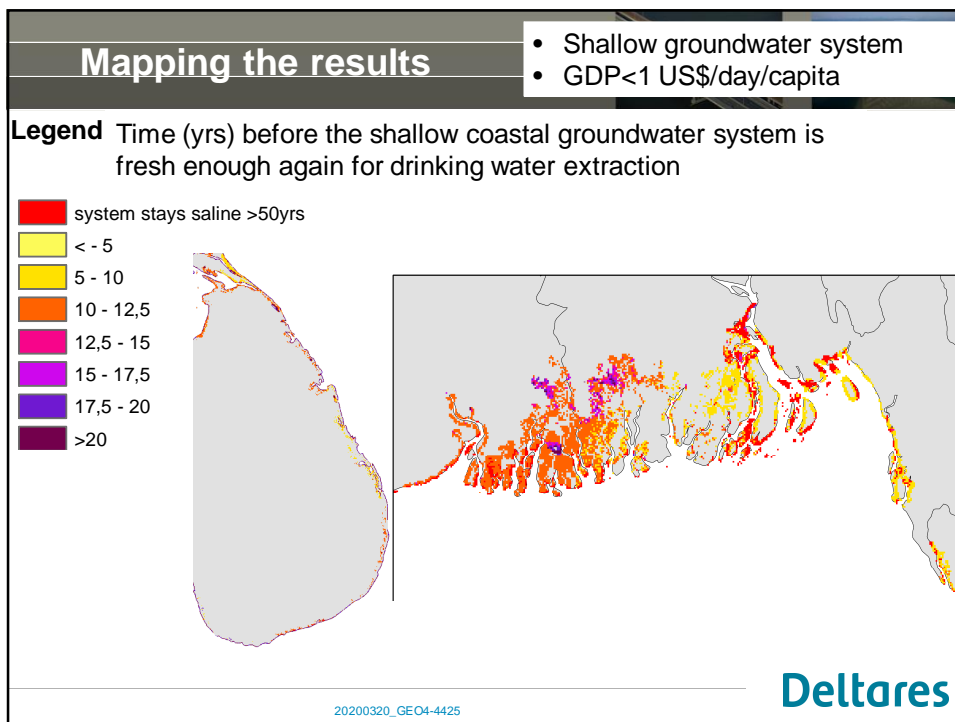 Mapping the results
• Shallow groundwater system
• GDP<1 US$/day/capita
Legend Time (yrs) before the shallow coastal groundwater system is
fresh enough again for drinking water extraction
system stays saline >50yrs
< - 5
5 - 10
10 - 12,5
12,5 - 15
15 - 17,5
17,5 - 20
>20
20200320_GEO4-4425
Deltares